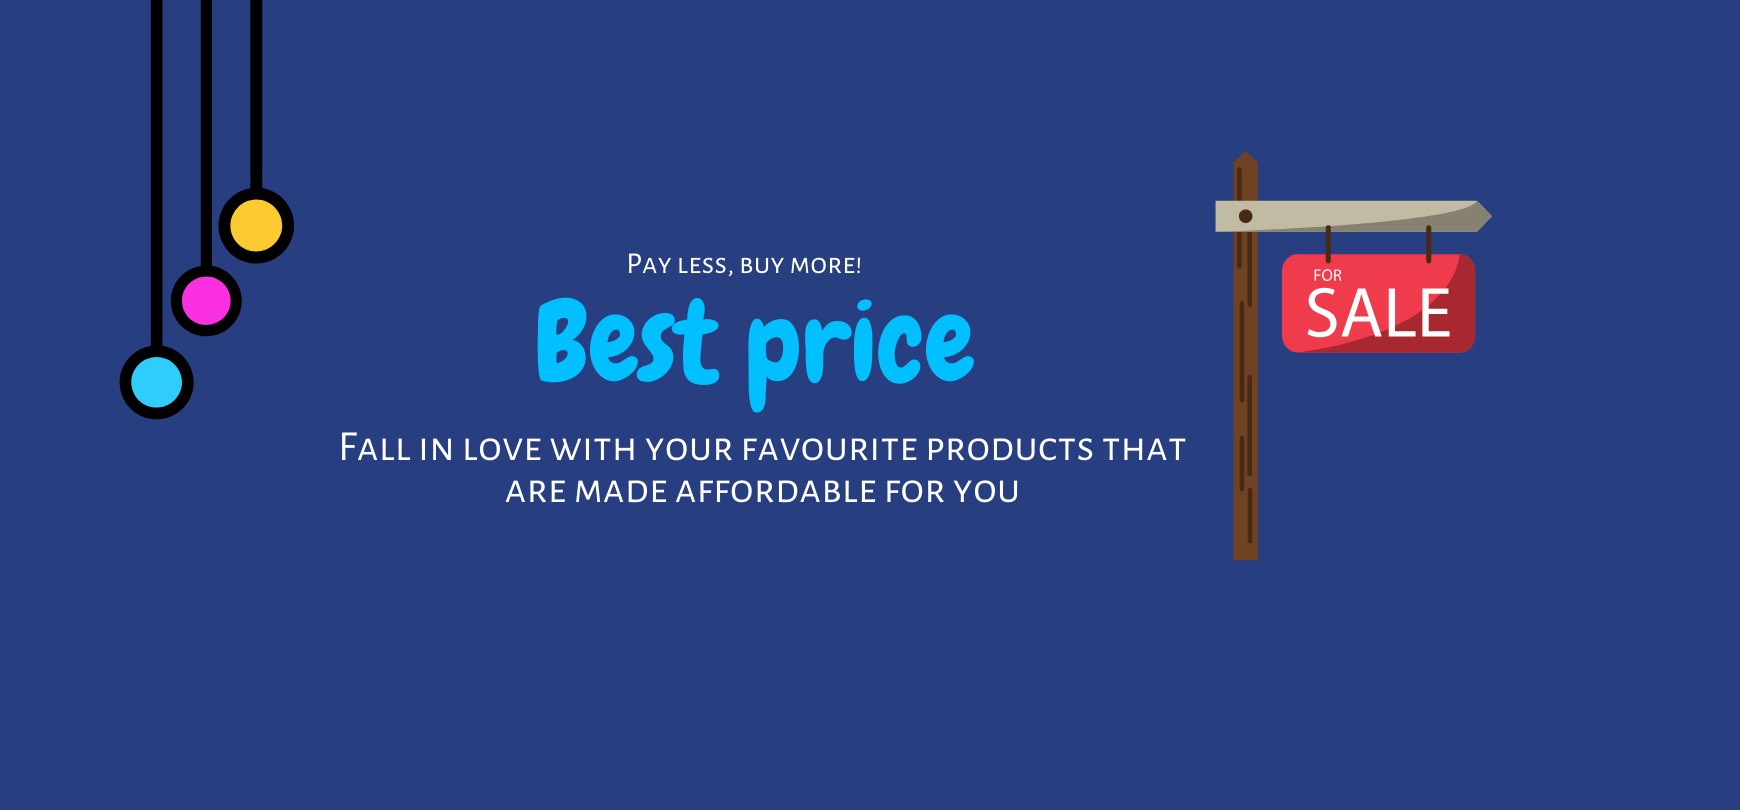 Pay less, buy more!
Best price
Fall in love with your favourite products that
are made affordable for you
FOR
SALE